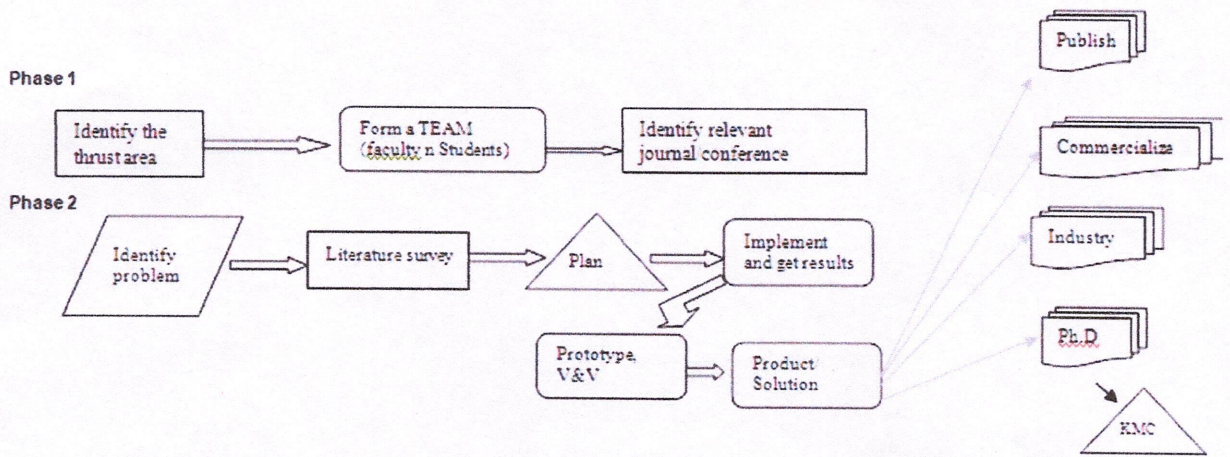 Publish
Phase 1
Identify the
thrust area
Form a TEAM
(faculty n Students)
Identify relevant
journal/conference
Commercialize
Phase 2
Identify
problem
Literature survey
Plan
Implement
and get results
Industry
Prototype,
V&V
Product/
Solution
Ph.D
KMC